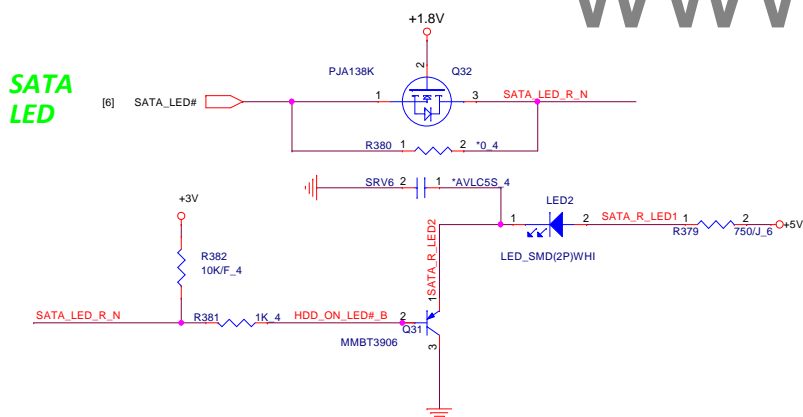 WWW
+1.8V
PJA138K
2
Q32
SATA
LED
[6] SATA_LED#
1
3
SATA_LED_R_N
R380 1 2 *0_4
SRV6 2 1 *AVLC5S_4
+3V
LED2
1
2
SATA_R_LED1
1
2
+5V
R379
750/J_6
LED_SMD(2P)WHI
R382
10K/F_4
SATA_R_LED2
SATA_LED_R_N
R381
1K_4
HDD_ON_LED#_B
2
1
Q31
MMBT3906
3